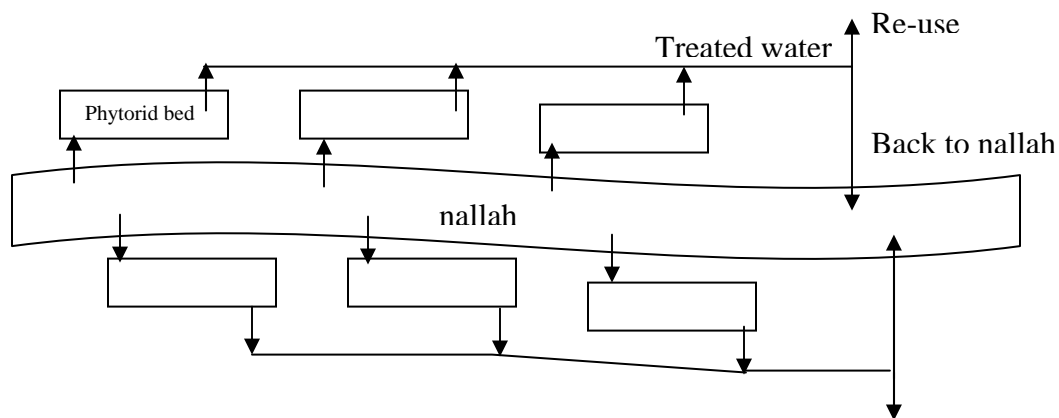 Re-use
Treated water
Phytorid bed
Back to nallah
nallah